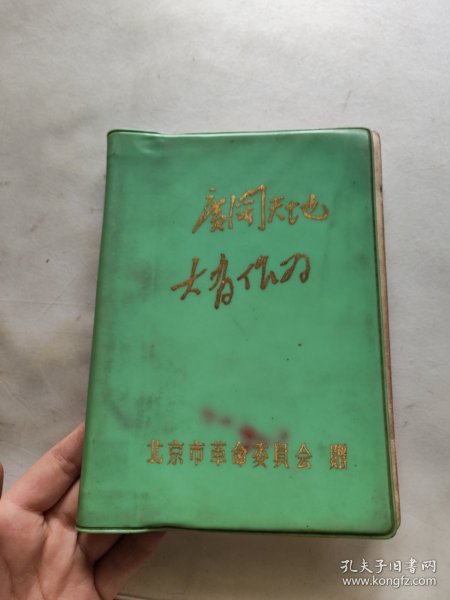 广阔天地
大有作为
北京市革命委员会 赠
孔夫子旧书网
www.kongfz.com